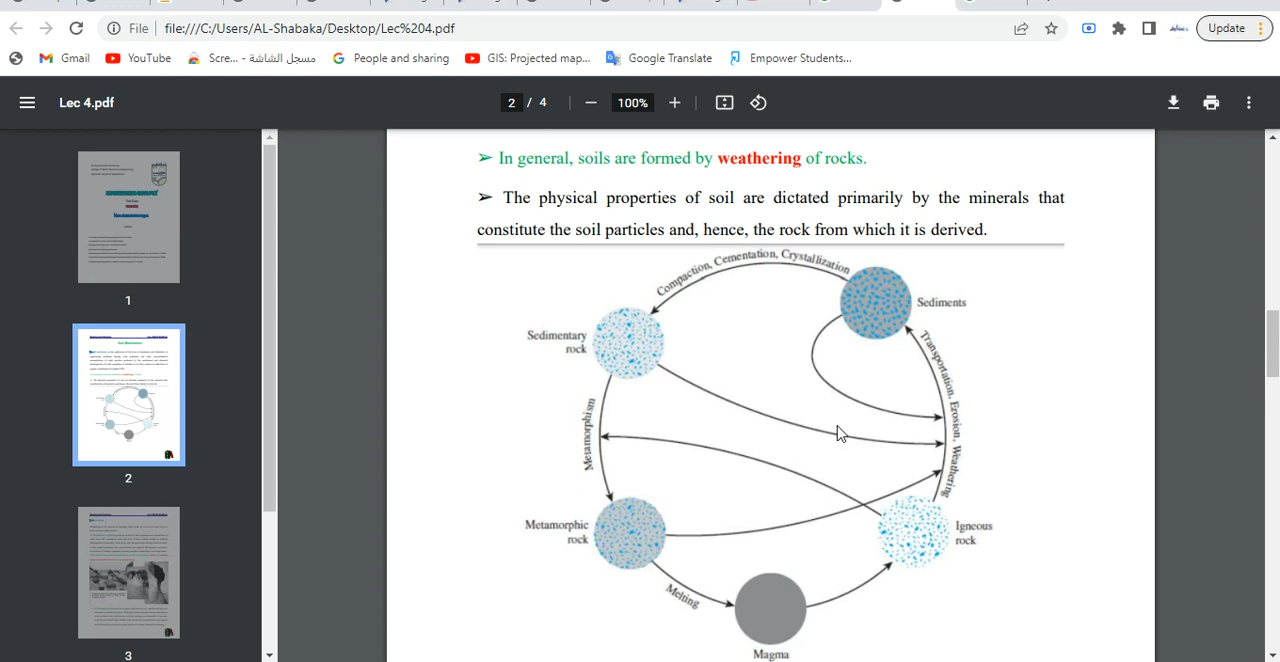 File
file:///C:/Users/AL-Shabaka/Desktop/Lec%204.pdf
Update
Gmail
YouTube
Scre... - مسجل الشاشة
People and sharing
GIS: Projected map...
Google Translate
Empower Students...
Lec 4.pdf
2 / 4
100%
1
2
3
➢ In general, soils are formed by weathering of rocks.
➢ The physical properties of soil are dictated primarily by the minerals that
constitute the soil particles and, hence, the rock from which it is derived.
Compaction, Cementation, Crystallization
Sediments
Sedimentary
rock
Transportation, Erosion, Weathering
Metamorphism
Metamorphic
rock
Igneous
rock
Melting
Magma